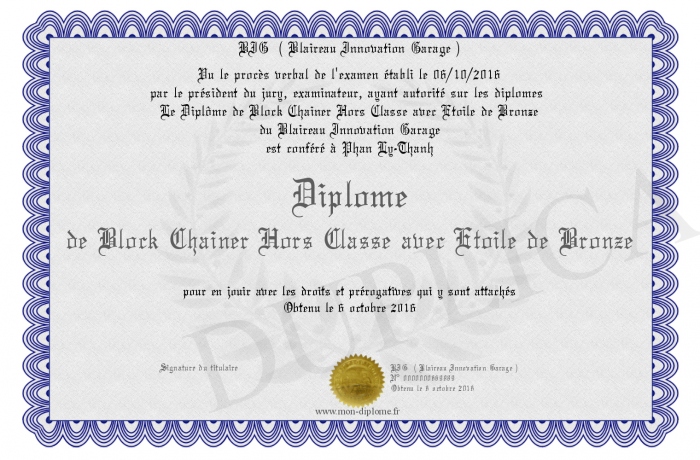 BIG ( Blaireau Innovation Garage )
Vu le procès verbal de l'examen établi le 06/10/2016
par le président du jury, examinateur, ayant autorité sur les diplomes
Le Diplôme de Block Chainer Hors Classe avec Etoile de Bronze
du Blaireau Innovation Garage
est conféré à Phan Ly-Thanh
Diplome
de Block Chainer Hors Classe avec Etoile de Bronze
DUPLICA
pour en jouir avec les droits et prérogatives qui y sont attachés
Obtenu le 6 octobre 2016
Signature du titulaire
BIG ( Blaireau Innovation Garage )
N°
Obtenu le 6 octobre 2016
www.mon-diplome.fr